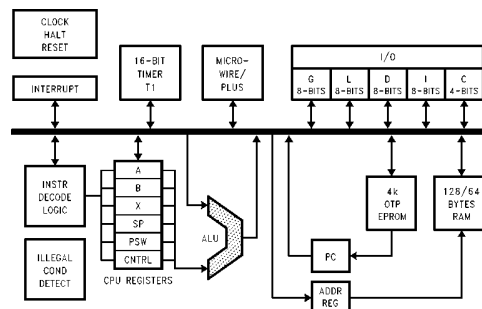 CLOCK
HALT
RESET
INTERRUPT
16-BIT
TIMER
T1
MICRO-
WIRE/
PLUS
I/O
G
8-BITS
L
8-BITS
D
8-BITS
I
8-BITS
C
4-BITS
INSTR
DECODE
LOGIC
ILLEGAL
COND
DETECT
A
B
X
SP
PSW
CNTRL
CPU REGISTERS
ALU
4k
OTP
EPROM
128/64
BYTES
RAM
PC
ADDR
REG